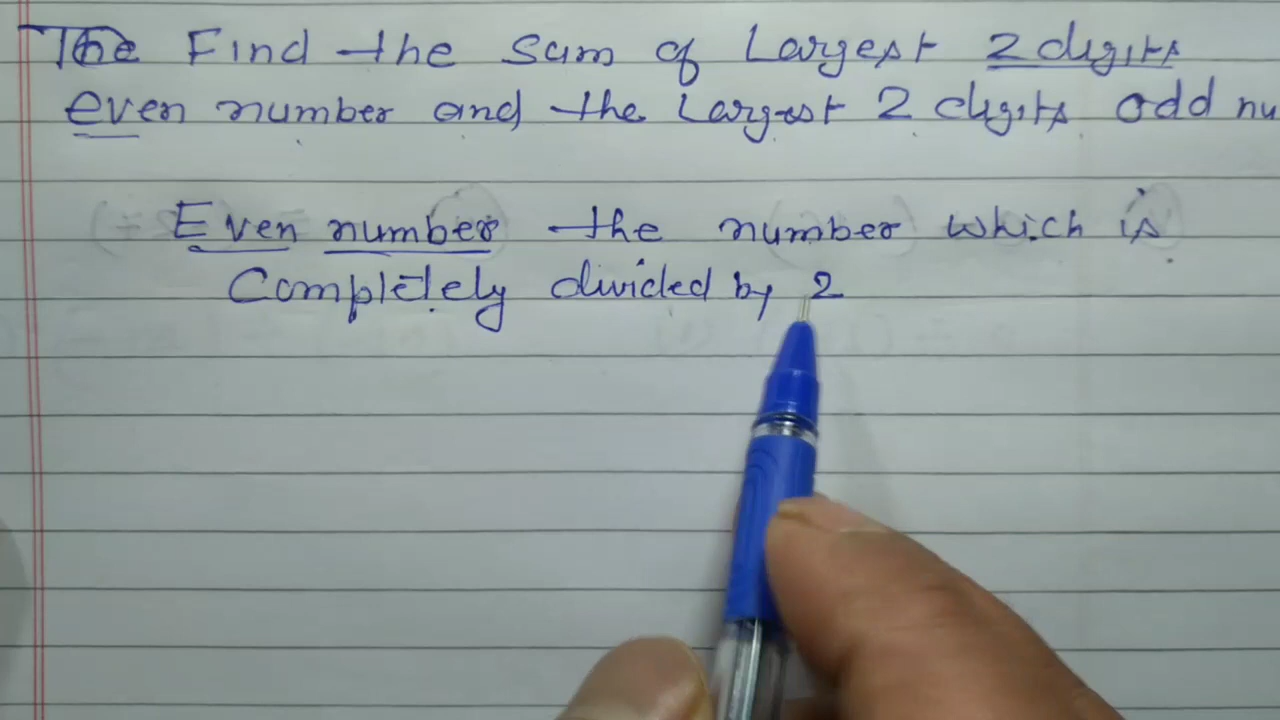 The Find the sum of Largest 2 digits
even number and the Largest 2 digits odd nu
Even number the number which is
Completely divided by 2